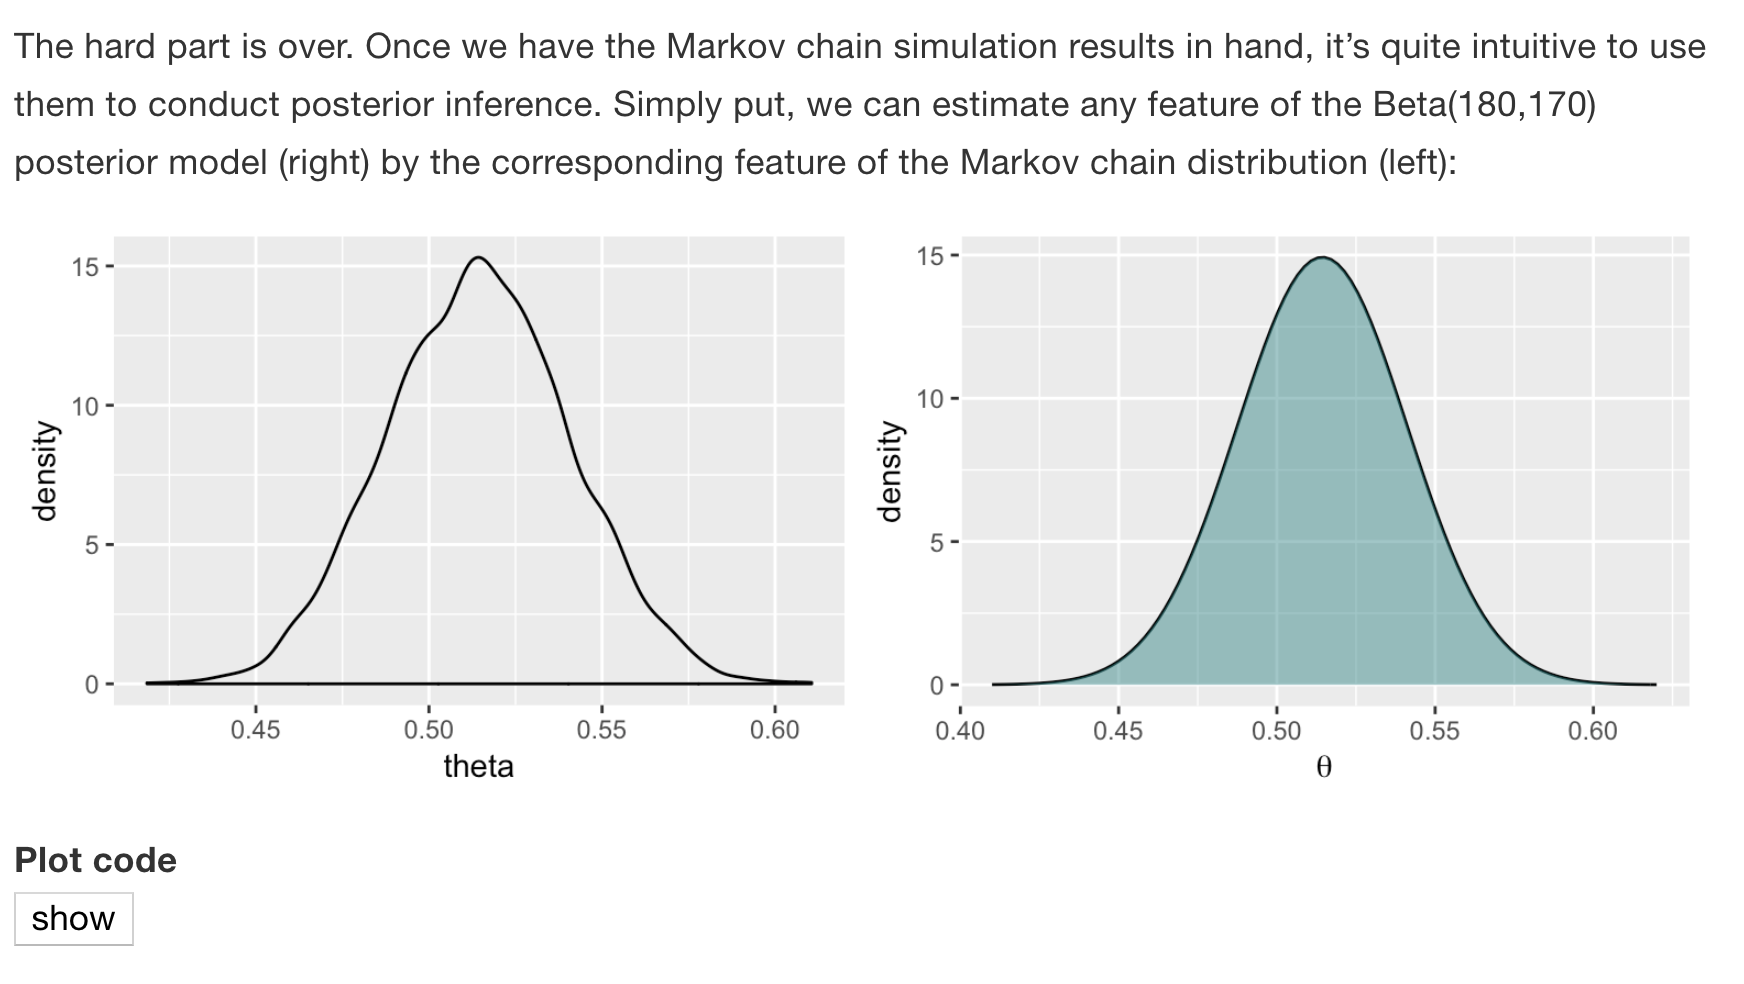 The hard part is over. Once we have the Markov chain simulation results in hand, it’s quite intuitive to use
them to conduct posterior inference. Simply put, we can estimate any feature of the Beta(180,170)
posterior model (right) by the corresponding feature of the Markov chain distribution (left):
15
10
5
0
density
0.45 0.50 0.55 0.60
theta
15
10
5
0
density
0.40 0.45 0.50 0.55 0.60
θ
Plot code
show